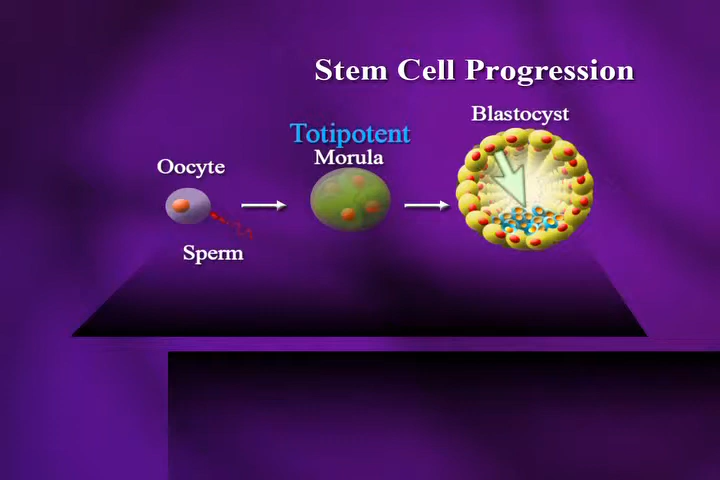 Stem Cell Progression
Blastocyst
Totipotent
Morula
Oocyte
Sperm